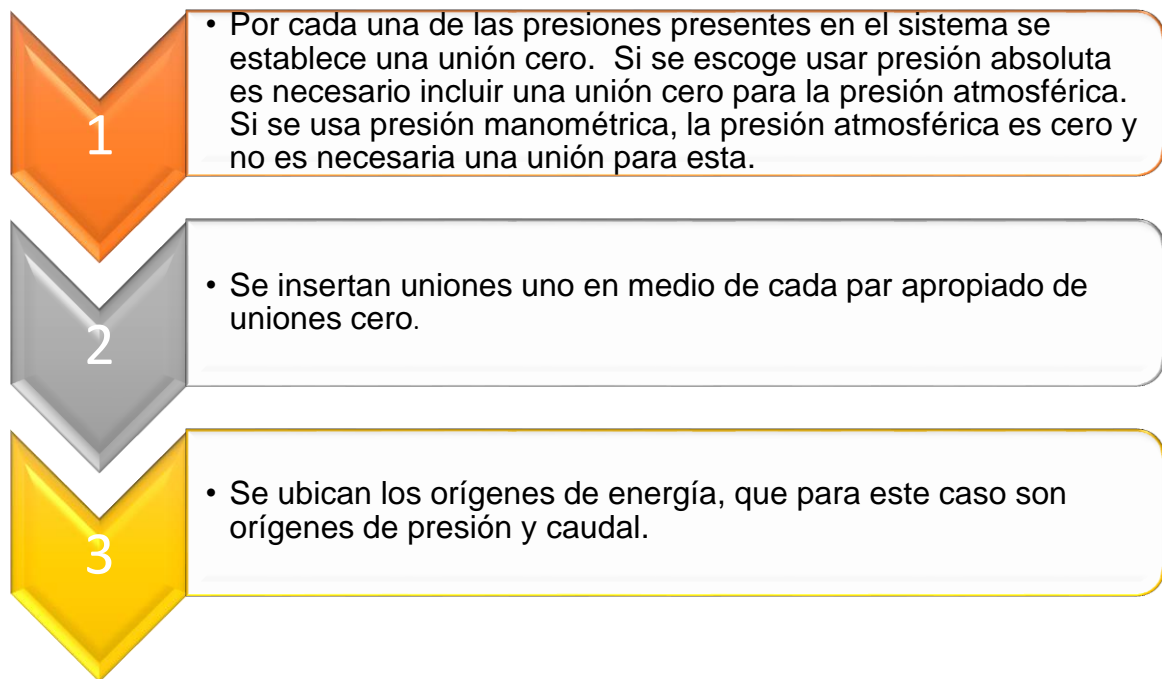 1
• Por cada una de las presiones presentes en el sistema se
establece una unión cero.  Si se escoge usar presión absoluta
es necesario incluir una unión cero para la presión atmosférica.
Si se usa presión manométrica, la presión atmosférica es cero y
no es necesaria una unión para esta.
2
• Se insertan uniones uno en medio de cada par apropiado de
uniones cero.
3
• Se ubican los orígenes de energía, que para este caso son
orígenes de presión y caudal.